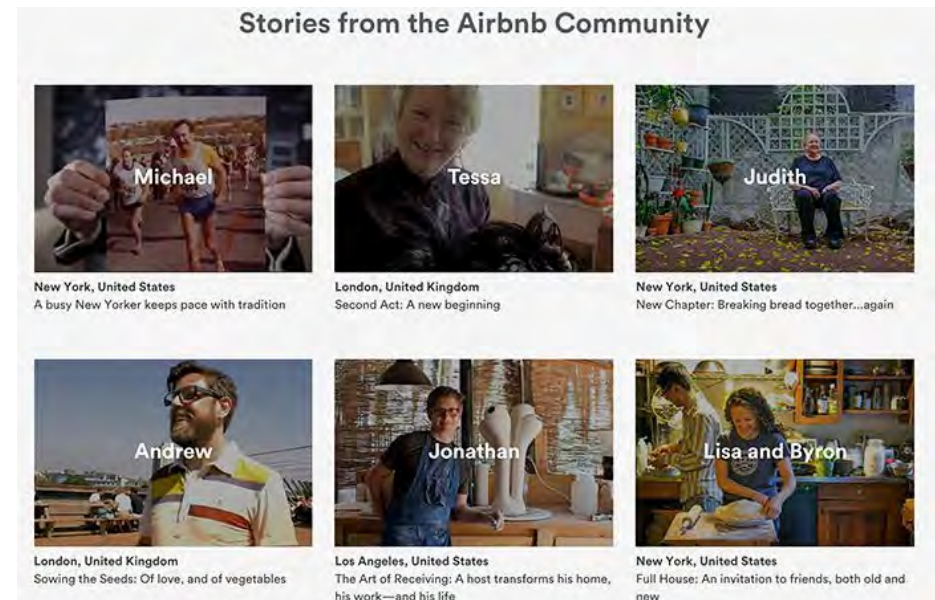 Stories from the Airbnb Community
Michael
Tessa
Judith
New York, United States
A busy New Yorker keeps pace with tradition
London, United Kingdom
Second Act: A new beginning
New York, United States
New Chapter: Breaking bread together...again
Andrew
Jonathan
Lisa and Byron
London, United Kingdom
Sowing the Seeds: Of love, and of vegetables
Los Angeles, United States
The Art of Receiving: A host transforms his home,
his work—and his life
New York, United States
Full House: An invitation to friends, both old and
new